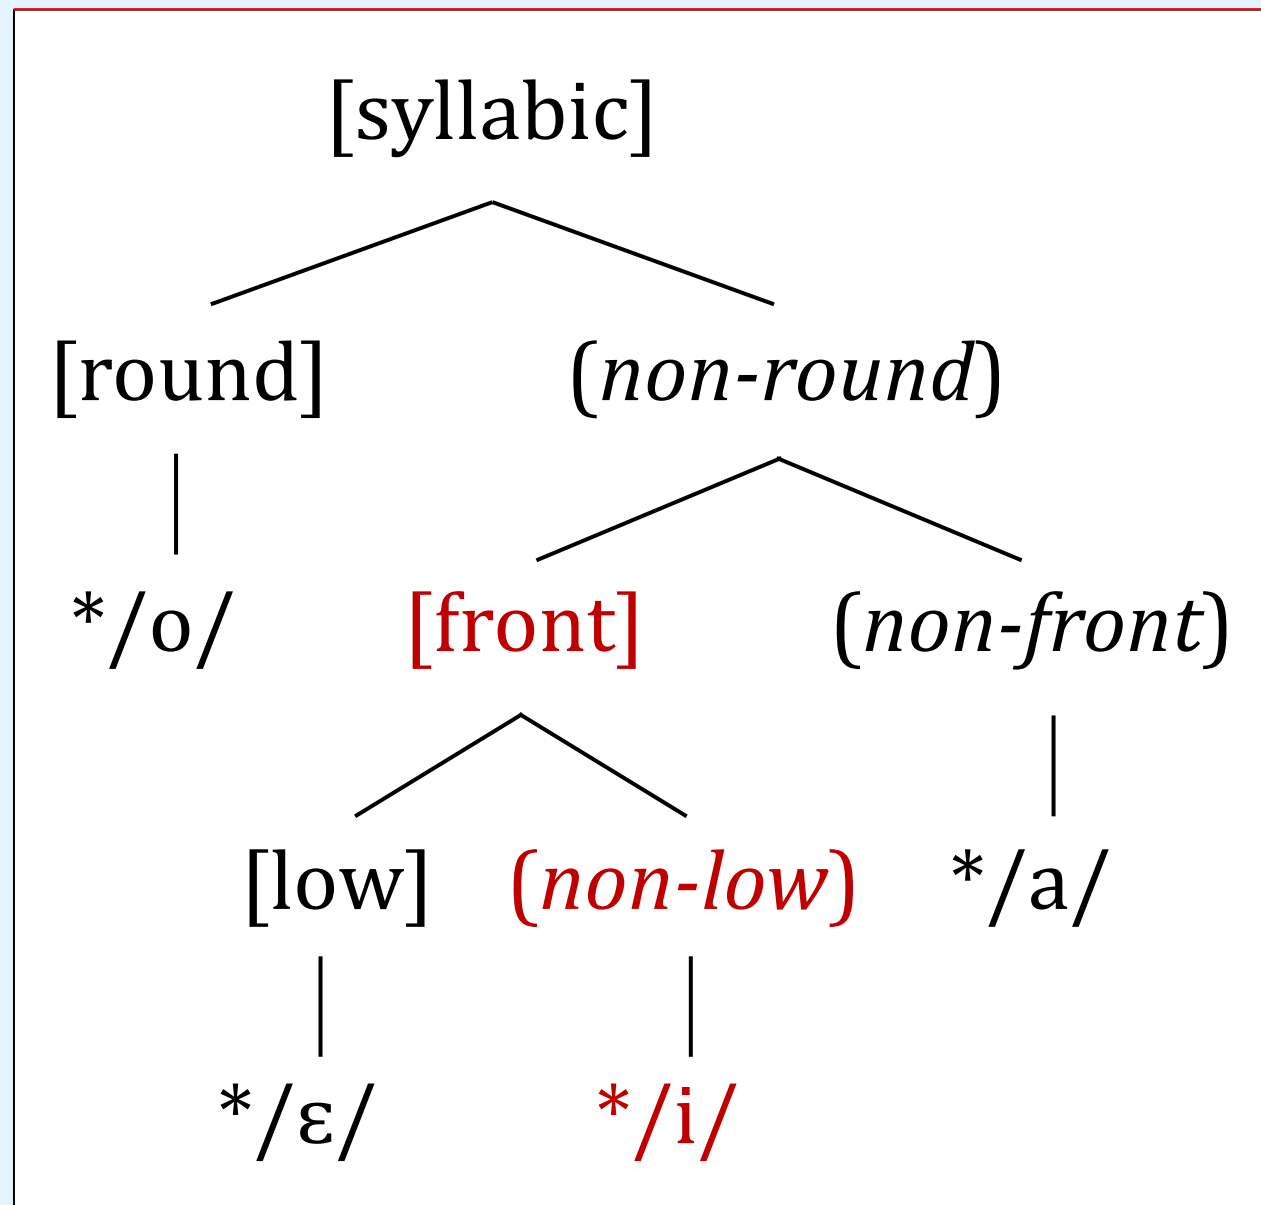 [syllabic]
[round] (non-round)
*/o/ [front] (non-front)
[low] (non-low) */a/
*/ɛ/ */i/